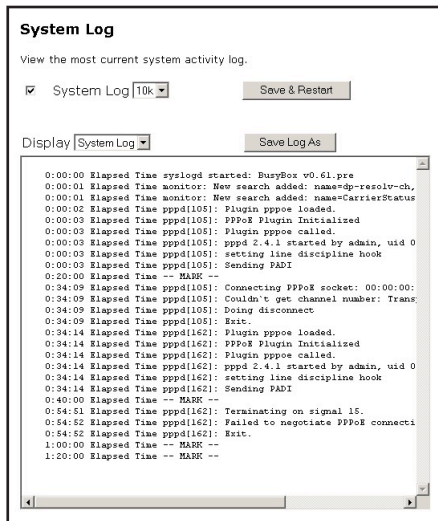 System Log
View the most current system activity log.
System Log 10k Save & Restart
Display System Log Save Log As
0:00:00 Elapsed Time syslogd started: BusyBox v0.61.pre
0:00:01 Elapsed Time monitor: New search added: name=dp-resolv-ch,
0:00:01 Elapsed Time monitor: New search added: name=CarrierStatus
0:00:02 Elapsed Time pppd[105]: Plugin pppoe loaded.
0:00:03 Elapsed Time pppd[105]: PPPoE Plugin Initialized
0:00:03 Elapsed Time pppd[105]: Plugin pppoe called.
0:00:03 Elapsed Time pppd[105]: pppd 2.4.1 started by admin, uid 0
0:00:03 Elapsed Time pppd[105]: setting line discipline hook
0:00:03 Elapsed Time pppd[105]: Sending PADI
0:20:00 Elapsed Time -- MARK --
0:34:09 Elapsed Time pppd[105]: Connecting PPPoE socket: 00:00:00:
0:34:09 Elapsed Time pppd[105]: Couldn't get channel number: Trans
0:34:09 Elapsed Time pppd[105]: Doing disconnect
0:34:09 Elapsed Time pppd[105]: Exit.
0:34:14 Elapsed Time pppd[162]: Plugin pppoe loaded.
0:34:14 Elapsed Time pppd[162]: PPPoE Plugin Initialized
0:34:14 Elapsed Time pppd[162]: Plugin pppoe called.
0:34:14 Elapsed Time pppd[162]: pppd 2.4.1 started by admin, uid 0
0:34:14 Elapsed Time pppd[162]: setting line discipline hook
0:34:14 Elapsed Time pppd[162]: Sending PADI
0:40:00 Elapsed Time -- MARK --
0:54:51 Elapsed Time pppd[162]: Terminating on signal 15.
0:54:52 Elapsed Time pppd[162]: Failed to negotiate PPPoE connecti
0:54:52 Elapsed Time pppd[162]: Exit.
1:00:00 Elapsed Time -- MARK --
1:20:00 Elapsed Time -- MARK --